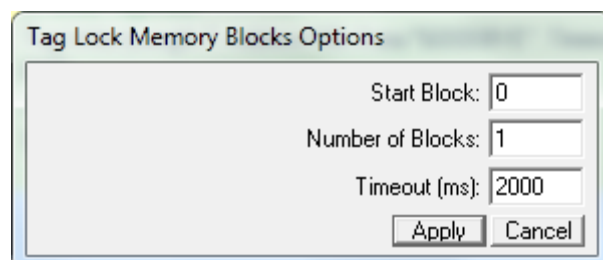 Tag Lock Memory Blocks Options
Start Block: 0
Number of Blocks: 1
Timeout (ms): 2000
Apply Cancel